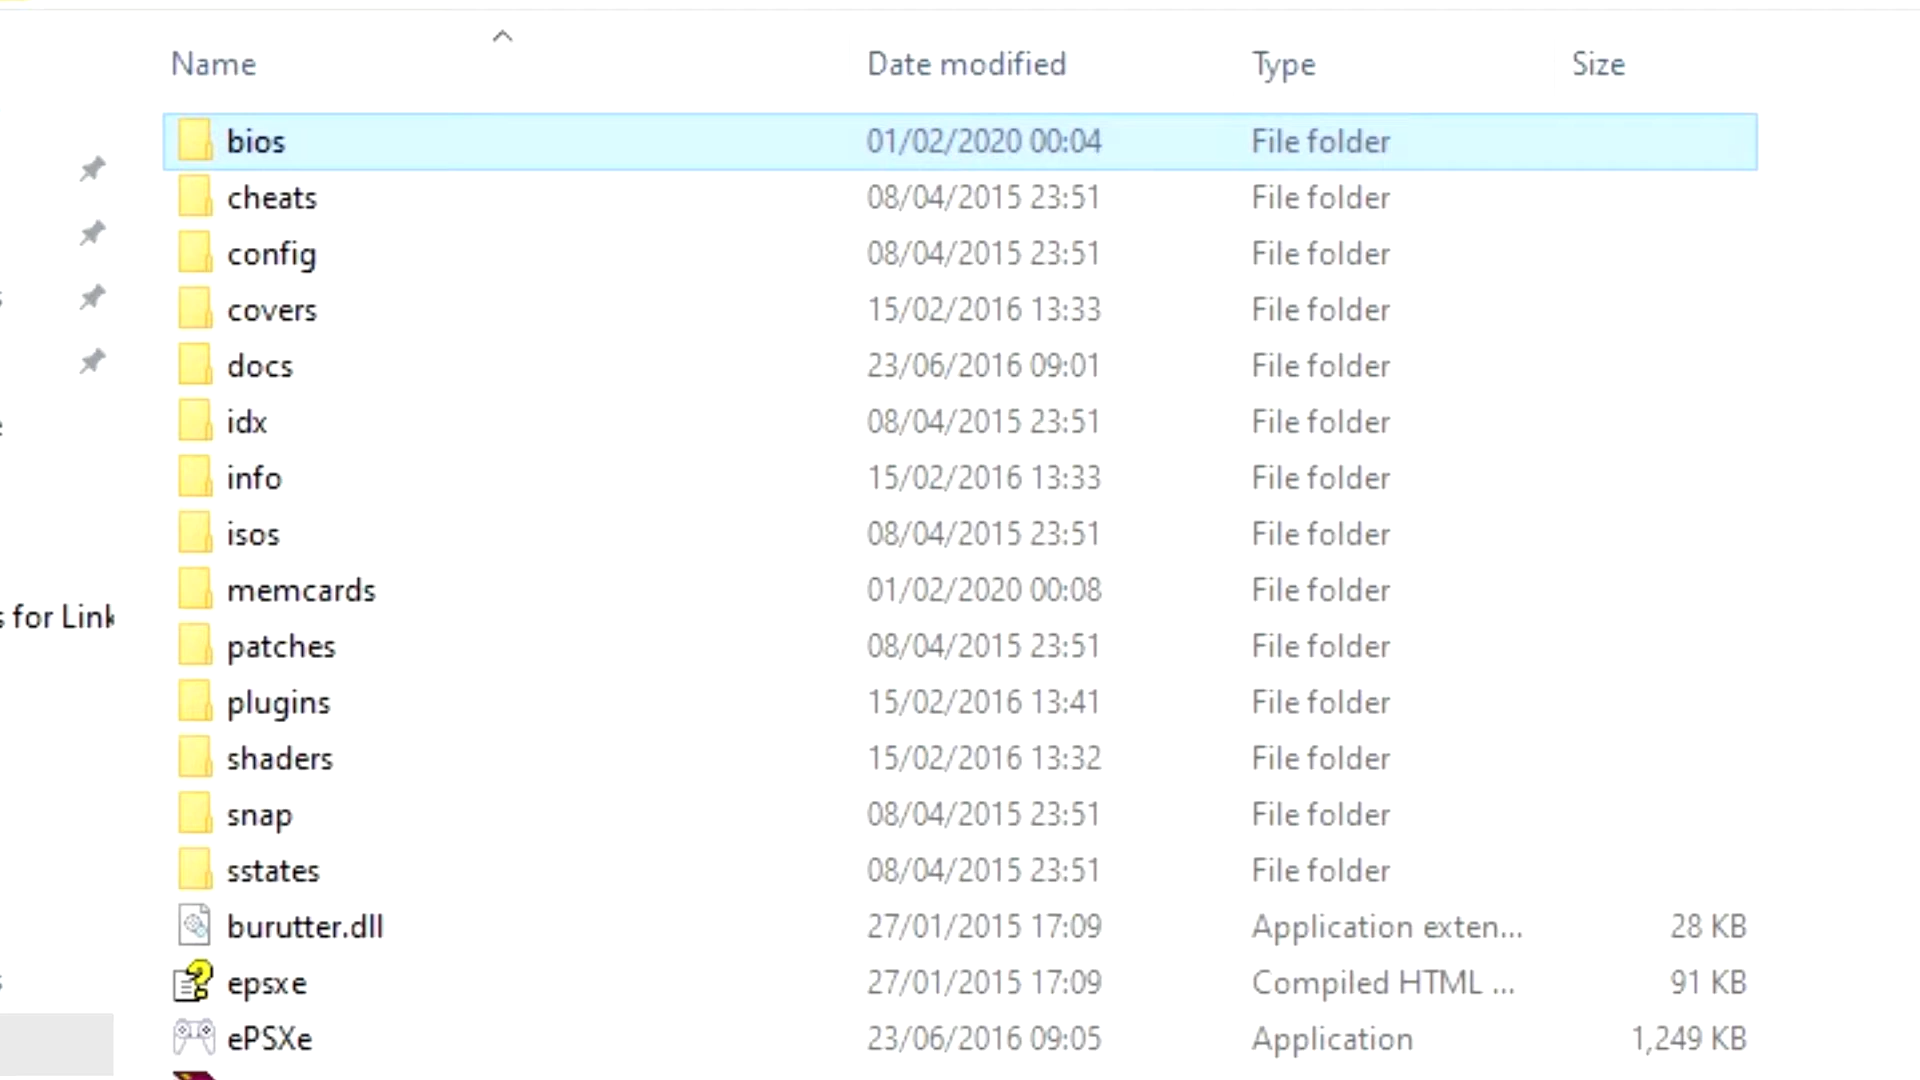 Name Date modified Type Size
bios 01/02/2020 00:04 File folder
cheats 08/04/2015 23:51 File folder
config 08/04/2015 23:51 File folder
covers 15/02/2016 13:33 File folder
docs 23/06/2016 09:01 File folder
idx 08/04/2015 23:51 File folder
info 15/02/2016 13:33 File folder
isos 08/04/2015 23:51 File folder
memcards 01/02/2020 00:08 File folder
s for Link
patches 08/04/2015 23:51 File folder
plugins 15/02/2016 13:41 File folder
shaders 15/02/2016 13:32 File folder
snap 08/04/2015 23:51 File folder
sstates 08/04/2015 23:51 File folder
burutter.dll 27/01/2015 17:09 Application exten... 28 KB
epsxe 27/01/2015 17:09 Compiled HTML ... 91 KB
ePSXe 23/06/2016 09:05 Application 1,249 KB